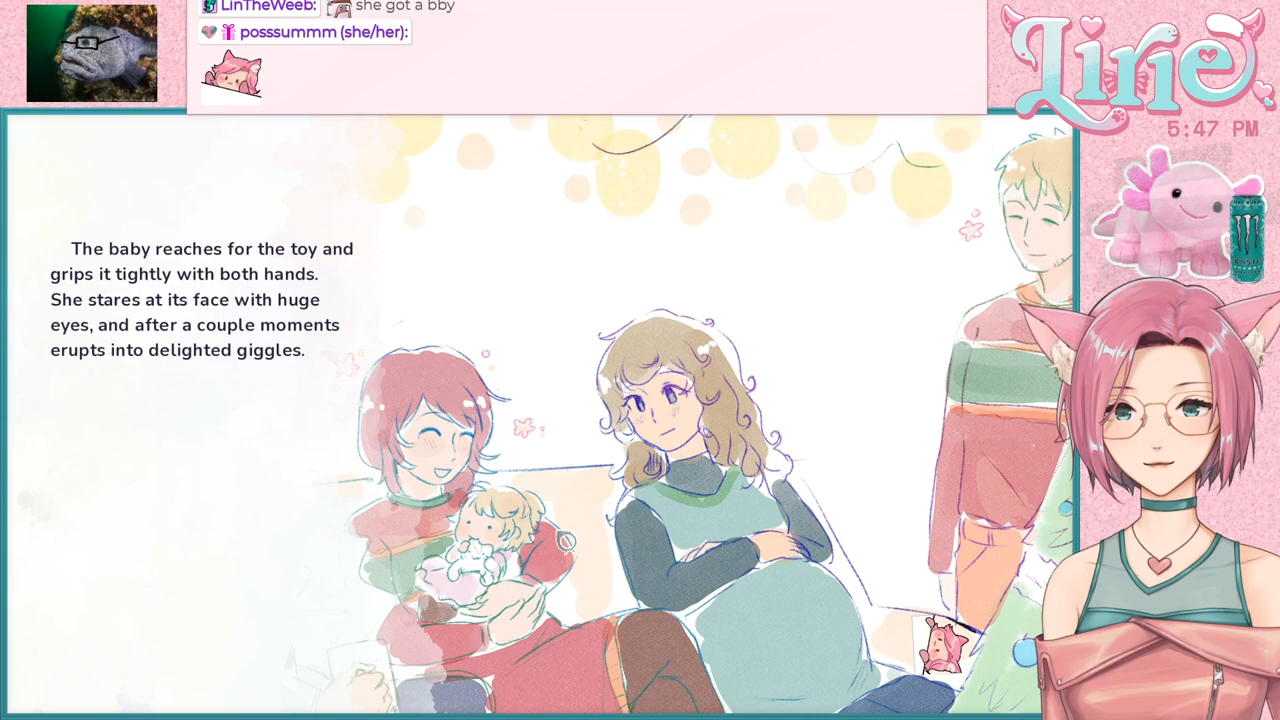 LinTheWeeb: she got a bby
posssummm (she/her):
Lirie
5:47 PM
The baby reaches for the toy and
grips it tightly with both hands.
She stares at its face with huge
eyes, and after a couple moments
erupts into delighted giggles.